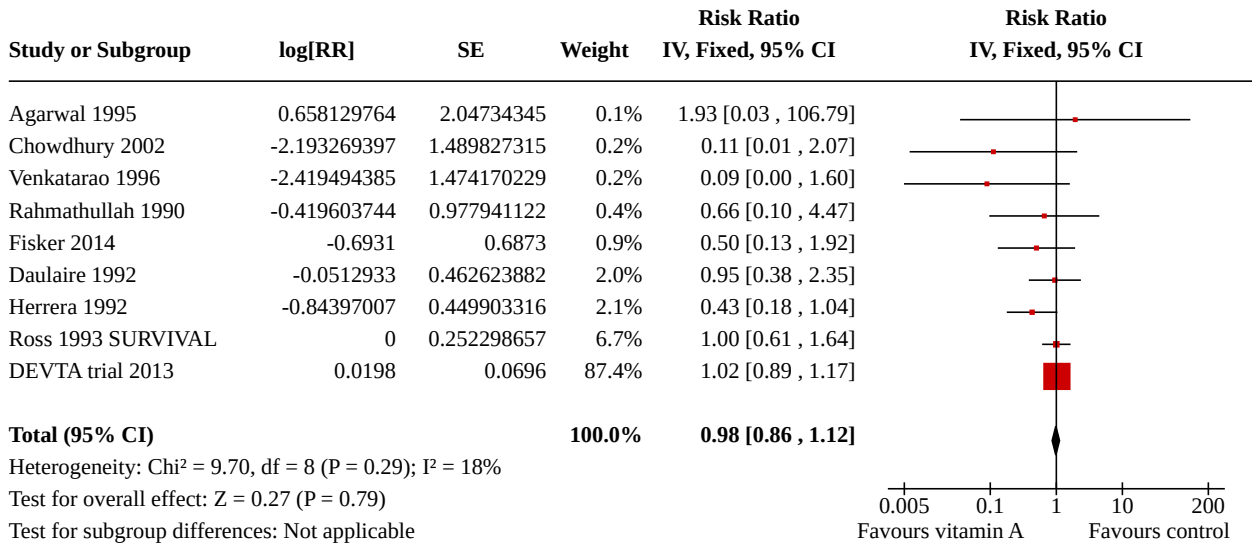 Risk Ratio Risk Ratio
Study or Subgroup log[RR] SE Weight IV, Fixed, 95% CI IV, Fixed, 95% CI
Agarwal 1995 0.658129764 2.04734345 0.1% 1.93 [0.03 , 106.79]
Chowdhury 2002 -2.193269397 1.489827315 0.2% 0.11 [0.01 , 2.07]
Venkatarao 1996 -2.419494385 1.474170229 0.2% 0.09 [0.00 , 1.60]
Rahmathullah 1990 -0.419603744 0.977941122 0.4% 0.66 [0.10 , 4.47]
Fisker 2014 -0.6931 0.6873 0.9% 0.50 [0.13 , 1.92]
Daulaire 1992 -0.0512933 0.462623882 2.0% 0.95 [0.38 , 2.35]
Herrera 1992 -0.84397007 0.449903316 2.1% 0.43 [0.18 , 1.04]
Ross 1993 SURVIVAL 0 0.252298657 6.7% 1.00 [0.61 , 1.64]
DEVTA trial 2013 0.0198 0.0696 87.4% 1.02 [0.89 , 1.17]
Total (95% CI) 100.0% 0.98 [0.86 , 1.12]
Heterogeneity: Chi² = 9.70, df = 8 (P = 0.29); I² = 18%
Test for overall effect: Z = 0.27 (P = 0.79)
Test for subgroup differences: Not applicable
0.005 0.1 1 10 200
Favours vitamin A Favours control